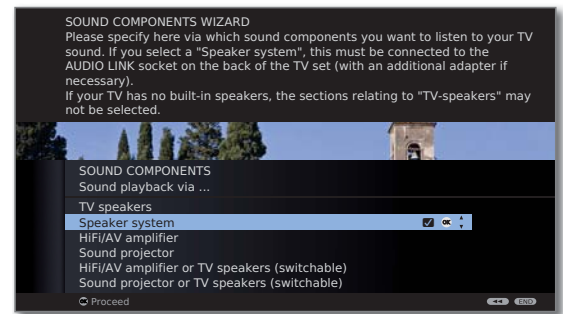 SOUND COMPONENTS WIZARD
Please specify here via which sound components you want to listen to your TV
sound. If you select a "Speaker system", this must be connected to the
AUDIO LINK socket on the back of the TV set (with an additional adapter if
necessary).
If your TV has no built-in speakers, the sections relating to "TV-speakers" may
not be selected.
SOUND COMPONENTS
Sound playback via ...
TV speakers
Speaker system OK
HiFi/AV amplifier
Sound projector
HiFi/AV amplifier or TV speakers (switchable)
Sound projector or TV speakers (switchable)
OK Proceed END